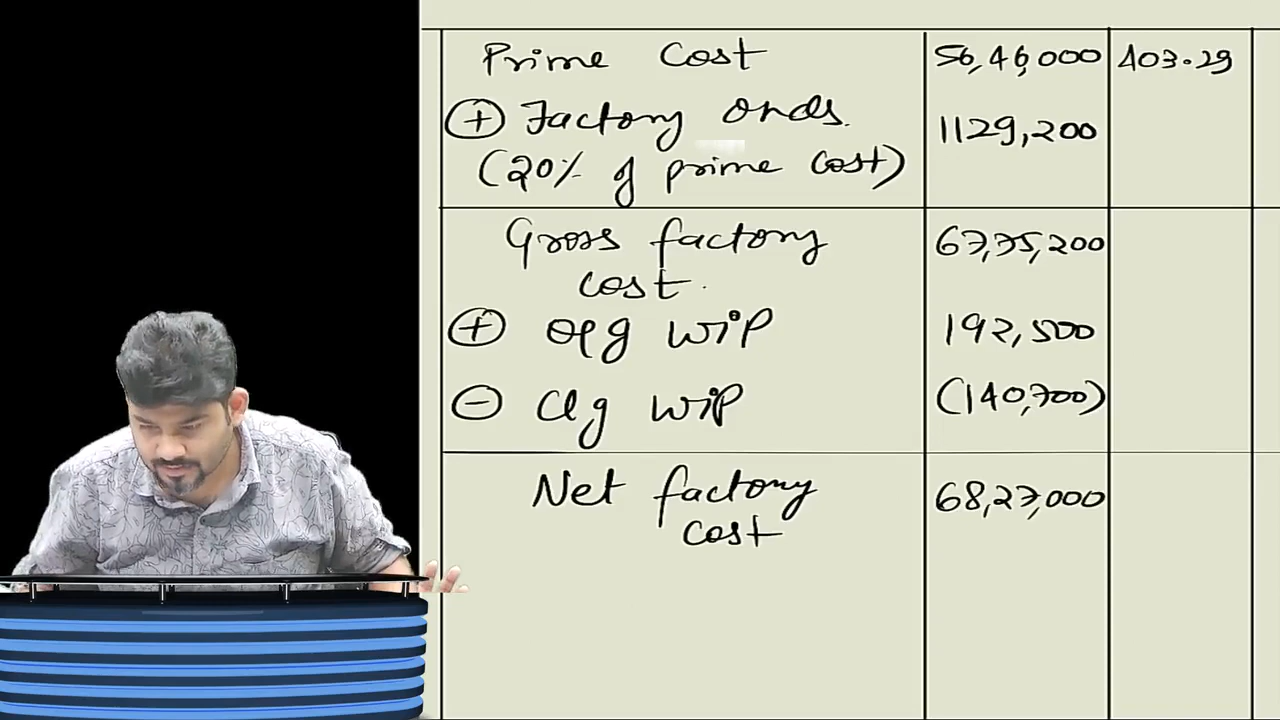 Prime Cost 56,46,000 403.29
+ Factory ohds. 1129,200
(20% of prime cost)
Gross factory 67,75,200
cost.
+ opg WIP 192,500
- Clg WIP (140,700)
Net factory 68,27,000
cost